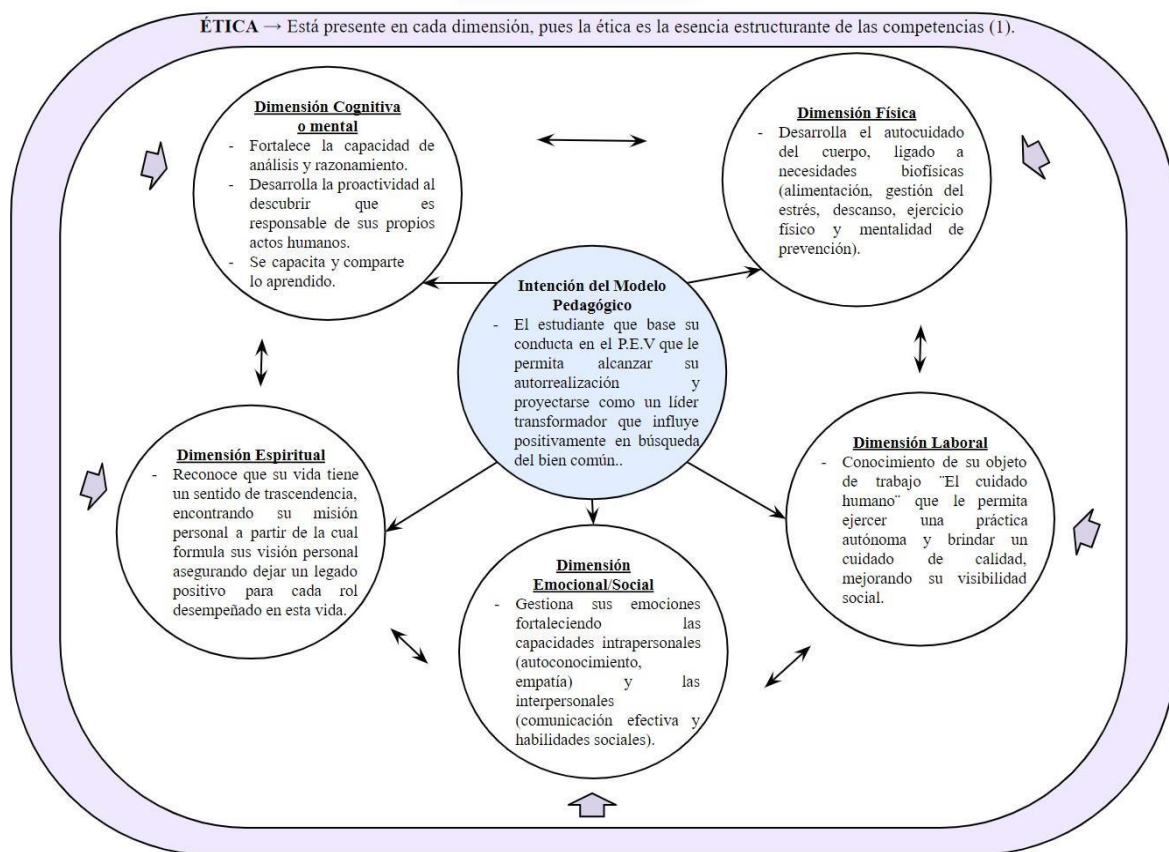 ÉTICA → Está presente en cada dimensión, pues la ética es la esencia estructurante de las competencias (1).
Dimensión Cognitiva
o mental
- Fortalece la capacidad de
análisis y razonamiento.
- Desarrolla la proactividad al
descubrir que es
responsable de sus propios
actos humanos.
- Se capacita y comparte
lo aprendido.
Dimensión Física
- Desarrolla el autocuidado
del cuerpo, ligado a
necesidades biofísicas
(alimentación, gestión del
estrés, descanso, ejercicio
físico y mentalidad de
prevención).
Intención del Modelo
Pedagógico
- El estudiante que base su
conducta en el P.E.V que le
permita alcanzar su
autorrealización y
proyectarse como un líder
transformador que influye
positivamente en búsqueda
del bien común..
Dimensión Espiritual
- Reconoce que su vida tiene
un sentido de trascendencia,
encontrando su misión
personal a partir de la cual
formula sus visión personal
asegurando dejar un legado
positivo para cada rol
desempeñado en esta vida.
Dimensión Laboral
- Conocimiento de su objeto
de trabajo ¨El cuidado
humano¨ que le permita
ejercer una práctica
autónoma y brindar un
cuidado de calidad,
mejorando su visibilidad
social.
Dimensión
Emocional/Social
- Gestiona sus emociones
fortaleciendo las
capacidades intrapersonales
(autoconocimiento,
empatía) y las
interpersonales
(comunicación efectiva y
habilidades sociales).